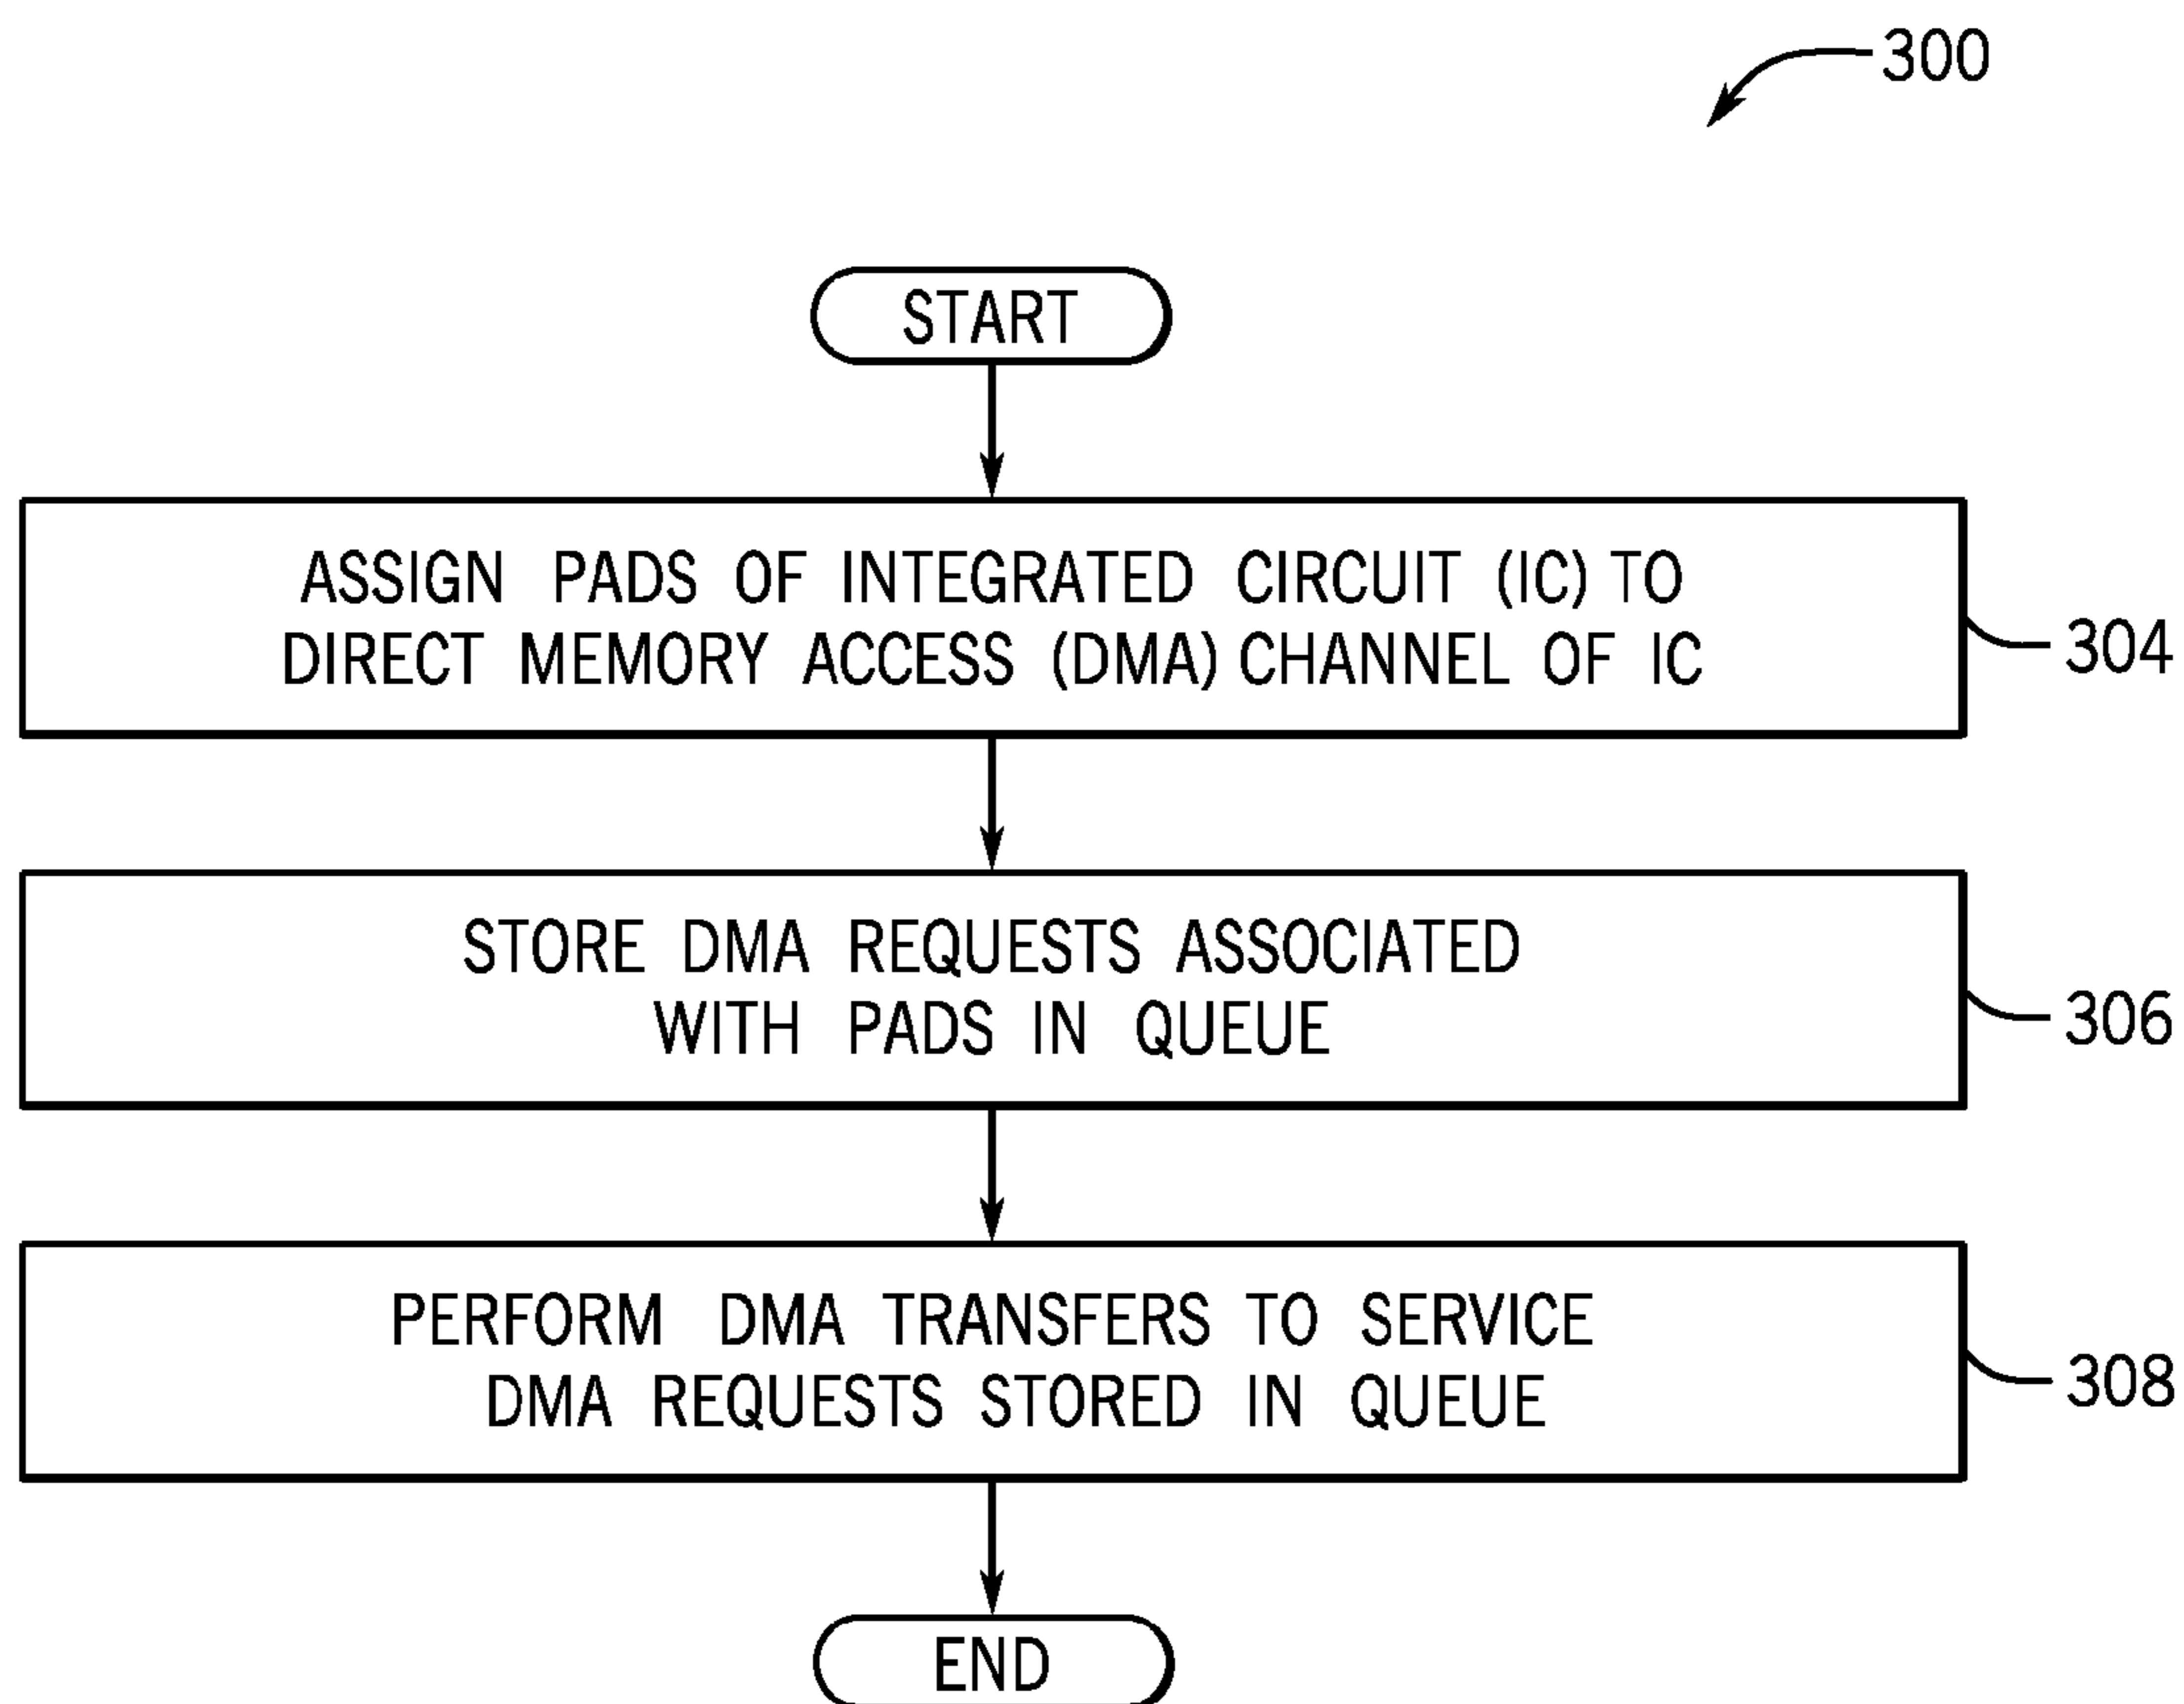 300
START
ASSIGN PADS OF INTEGRATED CIRCUIT (IC) TO
DIRECT MEMORY ACCESS (DMA) CHANNEL OF IC
304
STORE DMA REQUESTS ASSOCIATED
WITH PADS IN QUEUE
306
PERFORM DMA TRANSFERS TO SERVICE
DMA REQUESTS STORED IN QUEUE
308
END